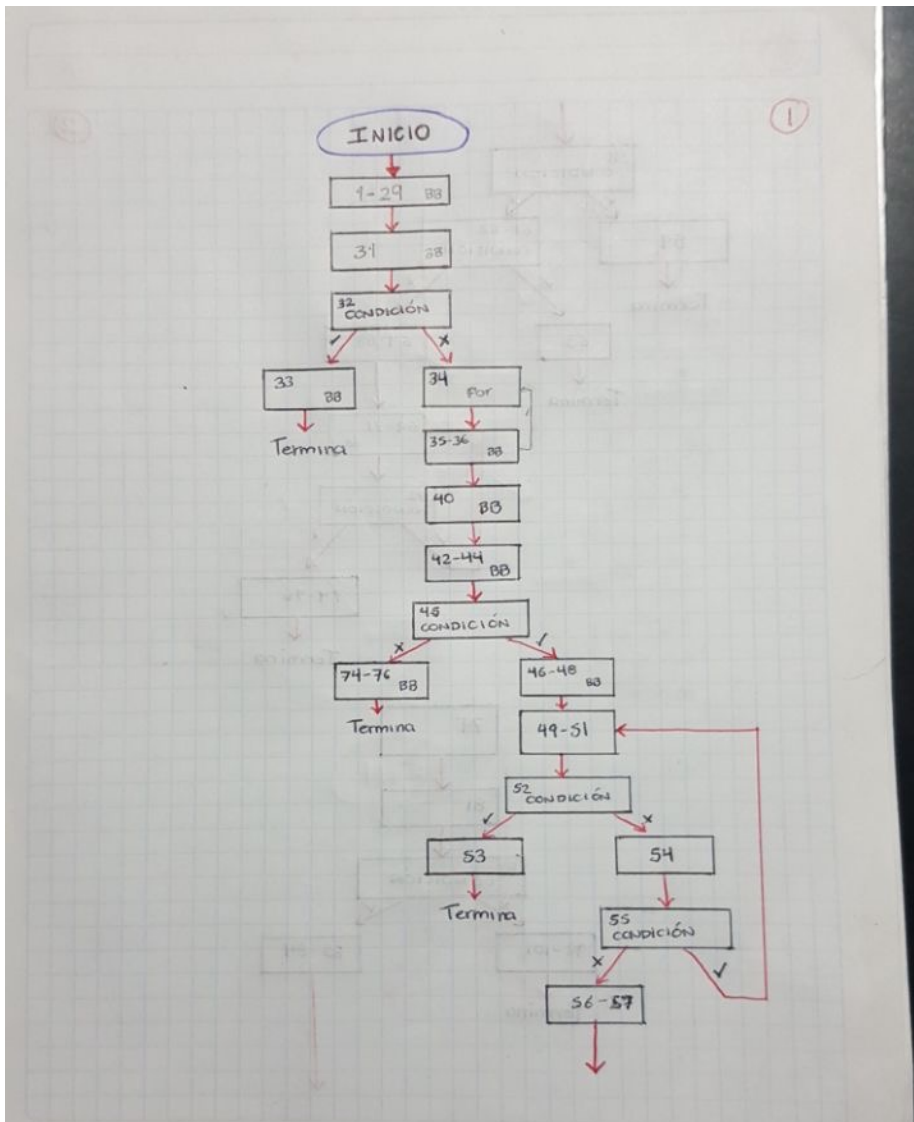 1
INICIO
1-29 BB
31 BB
32 CONDICIÓN
✓ x
33 BB
34 For
Termina
35-36 BB
40 BB
42-44 BB
45 CONDICIÓN
x ✓
74-76 BB
46-48 BB
Termina
49-51
52 CONDICIÓN
✓ x
53
54
Termina
55 CONDICIÓN
x ✓
56-57